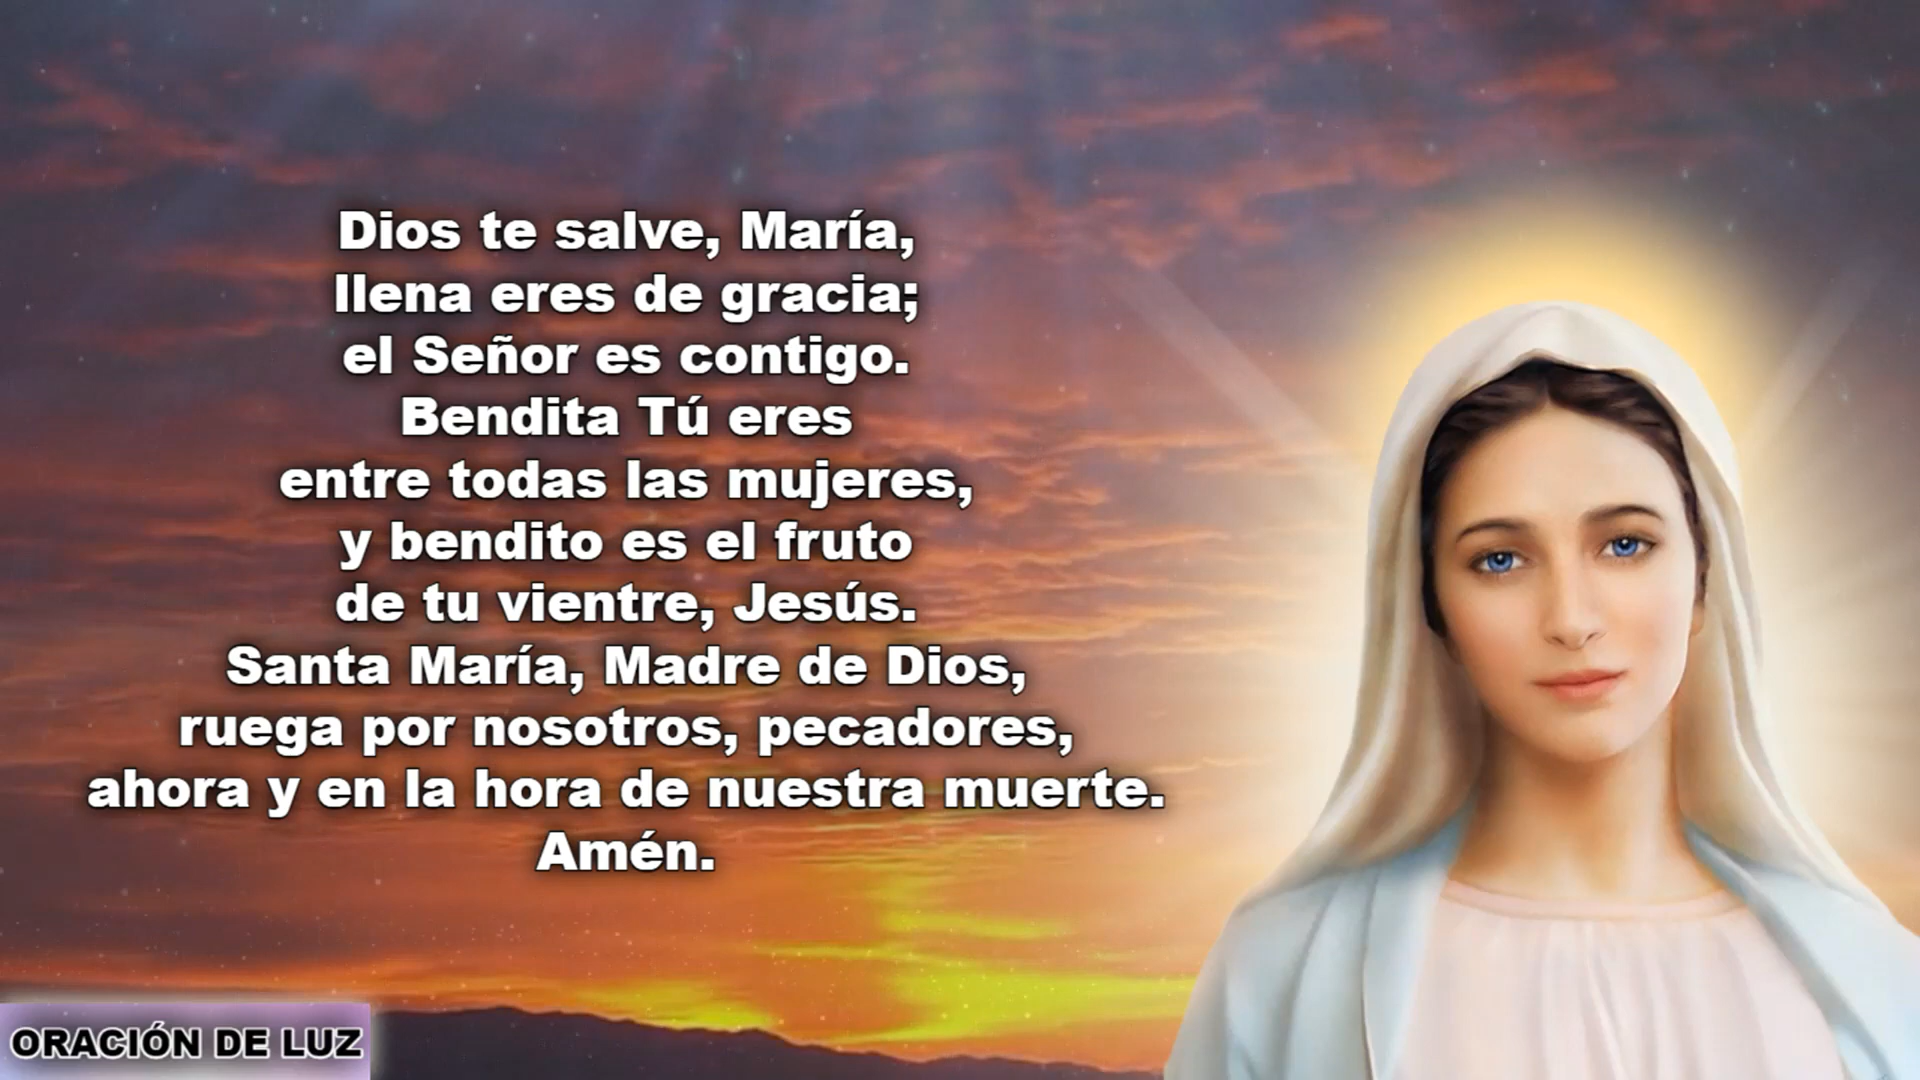 Dios te salve, María,
llena eres de gracia;
el Señor es contigo.
Bendita Tú eres
entre todas las mujeres,
y bendito es el fruto
de tu vientre, Jesús.
Santa María, Madre de Dios,
ruega por nosotros, pecadores,
ahora y en la hora de nuestra muerte.
Amén.
ORACIÓN DE LUZ